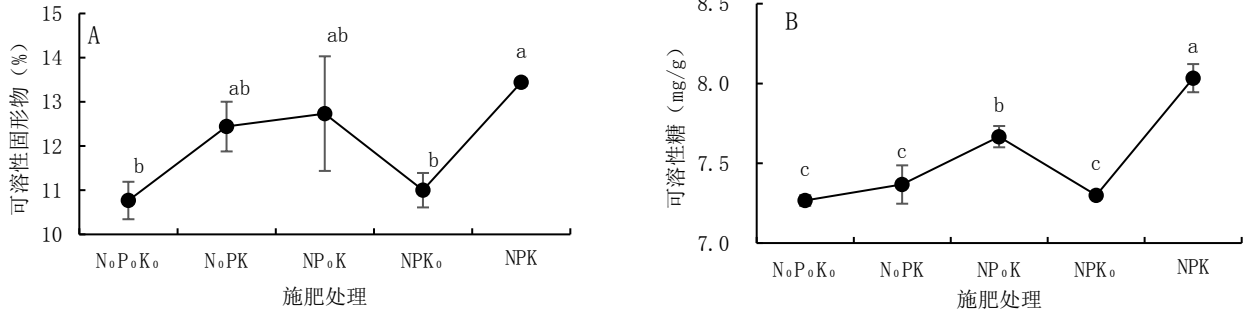 A
可溶性固形物（%）
15
14
13
12
11
10
b
ab
ab
b
a
N₀P₀K₀ N₀PK NP₀K NPK₀ NPK
施肥处理
B
可溶性糖（mg/g）
8.5
8.0
7.5
7.0
c
c
b
c
a
N₀P₀K₀ N₀PK NP₀K NPK₀ NPK
施肥处理